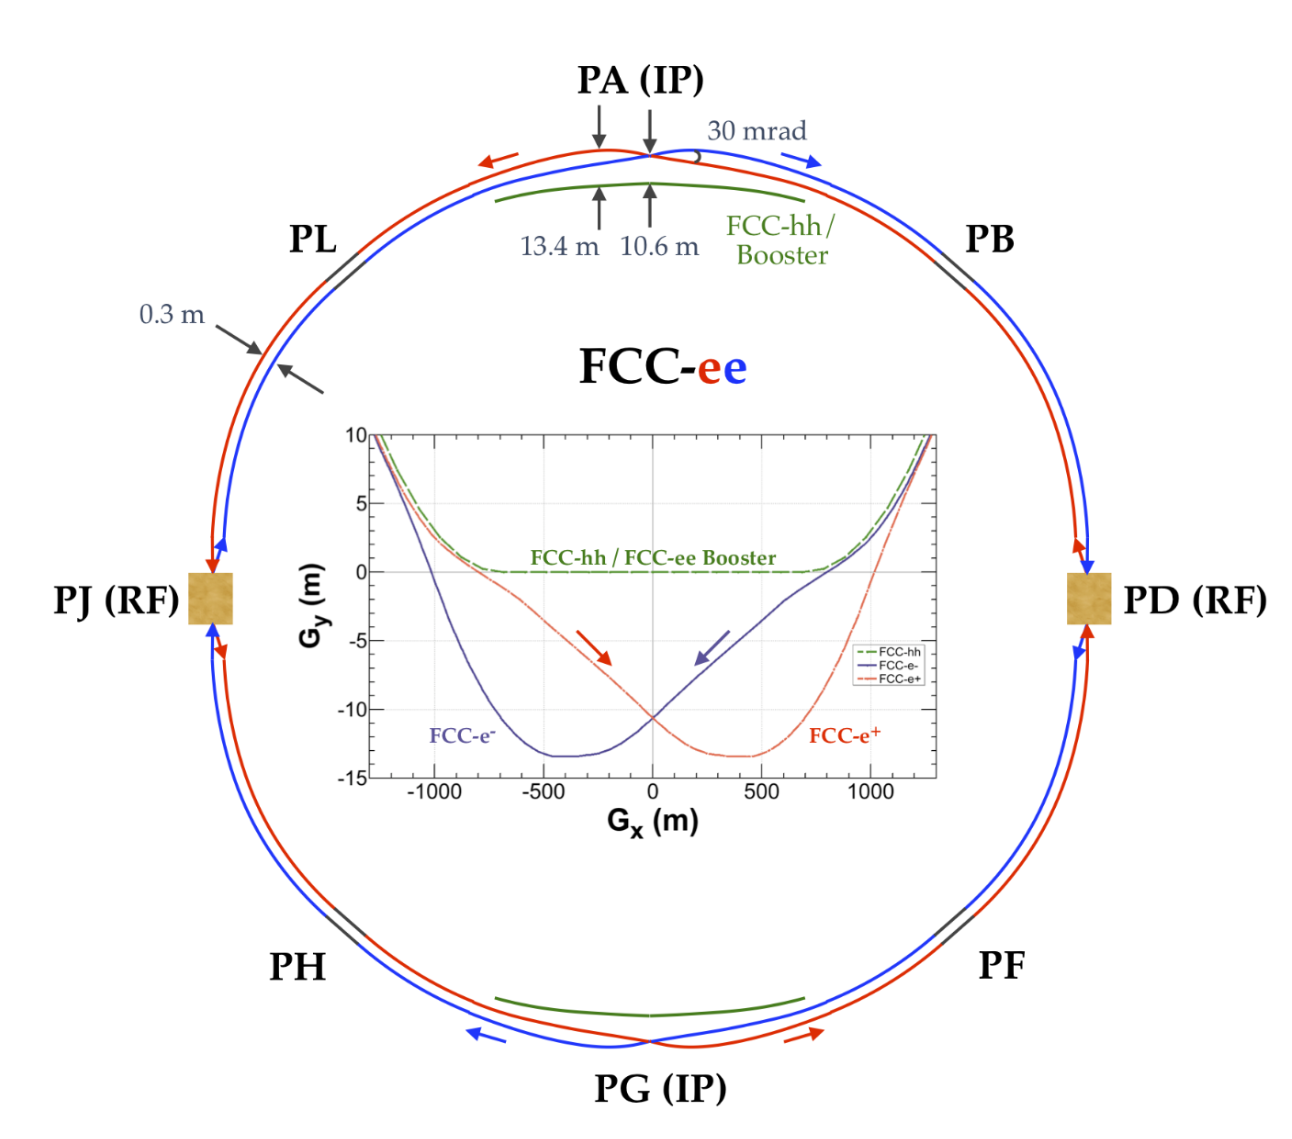 PA (IP)
30 mrad
13.4 m
10.6 m
FCC-hh /
Booster
PL
PB
0.3 m
FCC-ee
10
5
0
-5
-10
-15
Gy (m)
FCC-hh / FCC-ee Booster
FCC-hh
FCC-e-
FCC-e+
FCC-e-
FCC-e+
-1000
-500
0
500
1000
Gx (m)
PJ (RF)
PD (RF)
PH
PF
PG (IP)